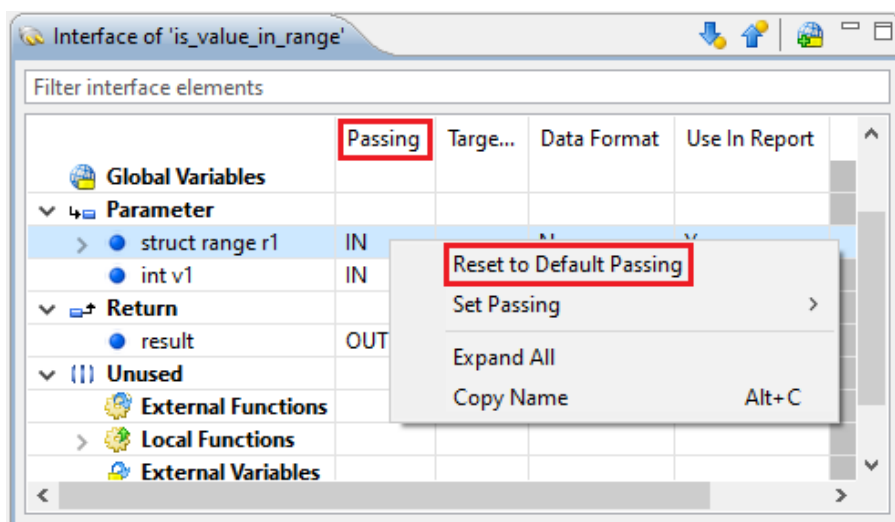 Interface of 'is_value_in_range'
Filter interface elements
Passing Targe... Data Format Use In Report
Global Variables
Parameter
struct range r1 IN
int v1 IN
Return
result OUT
Unused
External Functions
Local Functions
External Variables
Reset to Default Passing
Set Passing
Expand All
Copy Name Alt+C